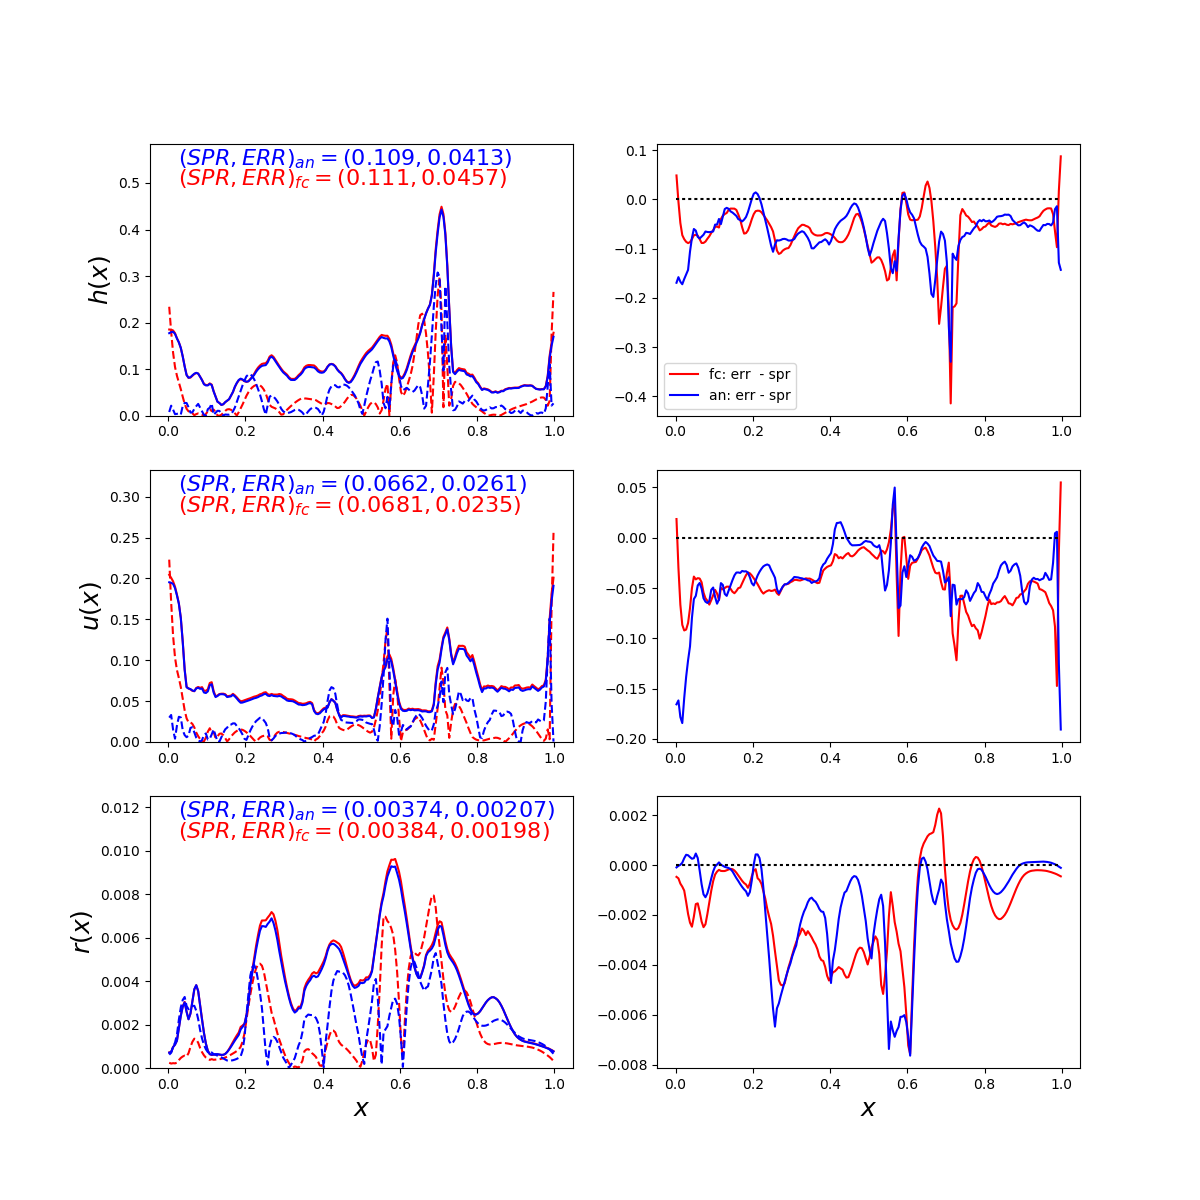 (SPR, ERR)an = (0.109, 0.0413)
(SPR, ERR)fc = (0.111, 0.0457)
h(x)
0.5
0.4
0.3
0.2
0.1
0.0
0.0 0.2 0.4 0.6 0.8 1.0
0.1
0.0
−0.1
−0.2
−0.3
−0.4
fc: err - spr
an: err - spr
0.0 0.2 0.4 0.6 0.8 1.0
(SPR, ERR)an = (0.0662, 0.0261)
(SPR, ERR)fc = (0.0681, 0.0235)
u(x)
0.30
0.25
0.20
0.15
0.10
0.05
0.00
0.0 0.2 0.4 0.6 0.8 1.0
0.05
0.00
−0.05
−0.10
−0.15
−0.20
0.0 0.2 0.4 0.6 0.8 1.0
(SPR, ERR)an = (0.00374, 0.00207)
(SPR, ERR)fc = (0.00384, 0.00198)
r(x)
0.012
0.010
0.008
0.006
0.004
0.002
0.000
0.0 0.2 0.4 0.6 0.8 1.0
x
0.002
0.000
−0.002
−0.004
−0.006
−0.008
0.0 0.2 0.4 0.6 0.8 1.0
x